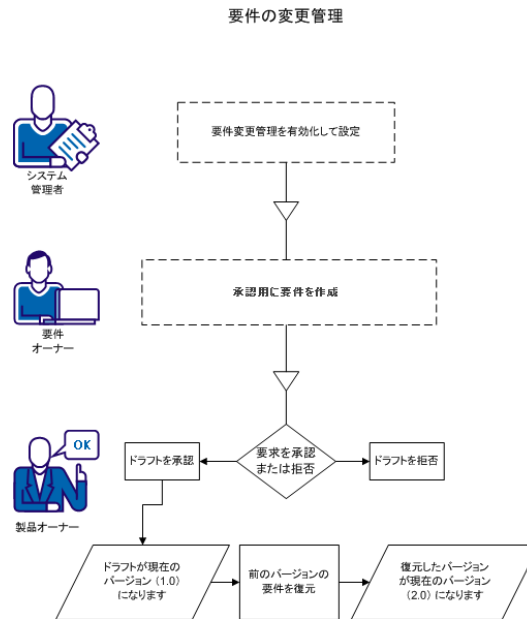 要件の変更管理
要件変更管理を有効化して設定
システム
管理者
承認用に要件を作成
要件
オーナー
OK
要求を承認
または拒否
ドラフトを承認
ドラフトを拒否
製品オーナー
ドラフトが現在の
バージョン (1.0)
になります
前のバージョンの
要件を復元
復元したバージョン
が現在のバージョン
(2.0) になります